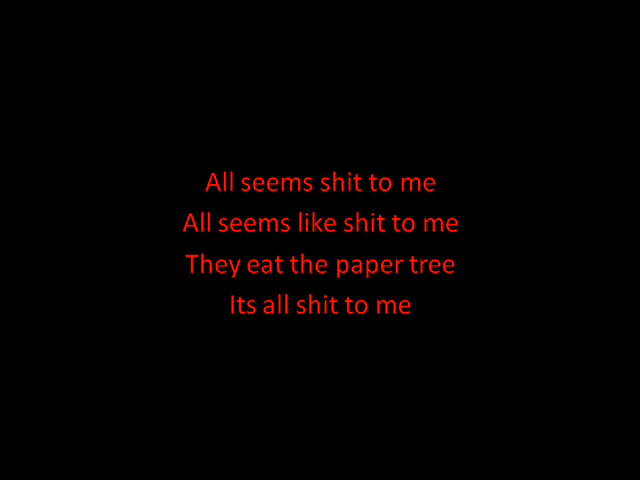 All seems shit to me
All seems like shit to me
They eat the paper tree
Its all shit to me